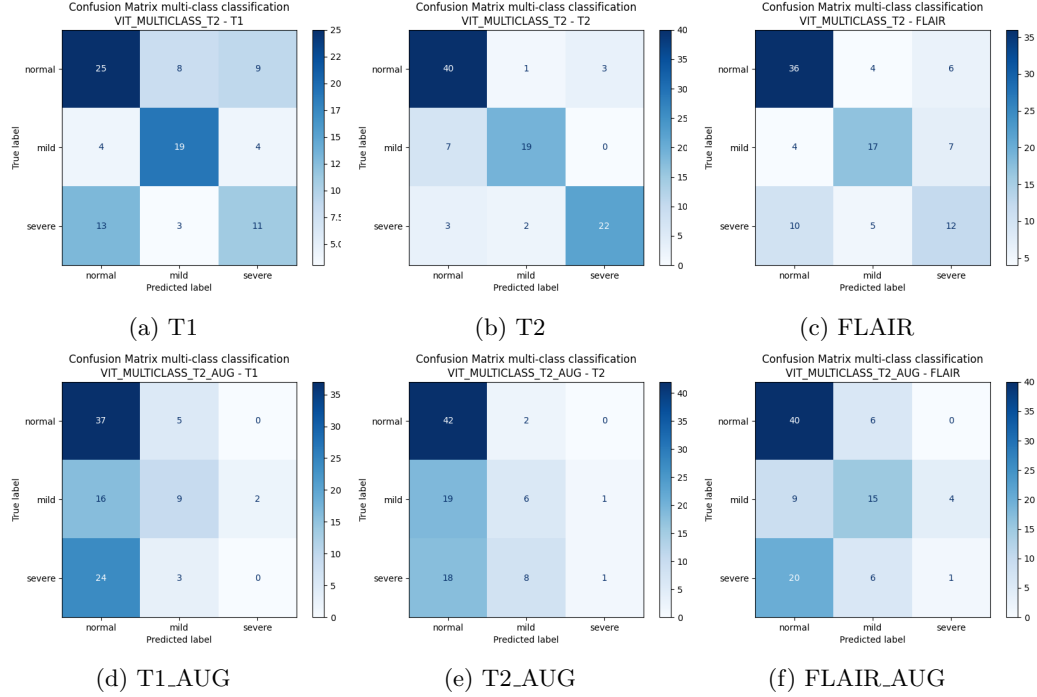 Confusion Matrix multi-class classification
VIT_MULTICLASS_T2 - T1
normal
mild
severe
True label
25 8 9
4 19 4
13 3 11
normal mild severe
Predicted label
25
22.5
20.0
17.5
15.0
12.5
10.0
7.5
5.0
(a) T1
Confusion Matrix multi-class classification
VIT_MULTICLASS_T2 - T2
normal
mild
severe
True label
40 1 3
7 19 0
3 2 22
normal mild severe
Predicted label
40
35
30
25
20
15
10
5
0
(b) T2
Confusion Matrix multi-class classification
VIT_MULTICLASS_T2 - FLAIR
normal
mild
severe
True label
36 4 6
4 17 7
10 5 12
normal mild severe
Predicted label
35
30
25
20
15
10
5
(c) FLAIR
Confusion Matrix multi-class classification
VIT_MULTICLASS_T2_AUG - T1
normal
mild
severe
True label
37 5 0
16 9 2
24 3 0
normal mild severe
Predicted label
35
30
25
20
15
10
5
0
(d) T1_AUG
Confusion Matrix multi-class classification
VIT_MULTICLASS_T2_AUG - T2
normal
mild
severe
True label
42 2 0
19 6 1
18 8 1
normal mild severe
Predicted label
40
35
30
25
20
15
10
5
0
(e) T2_AUG
Confusion Matrix multi-class classification
VIT_MULTICLASS_T2_AUG - FLAIR
normal
mild
severe
True label
40 6 0
9 15 4
20 6 1
normal mild severe
Predicted label
40
35
30
25
20
15
10
5
0
(f) FLAIR_AUG